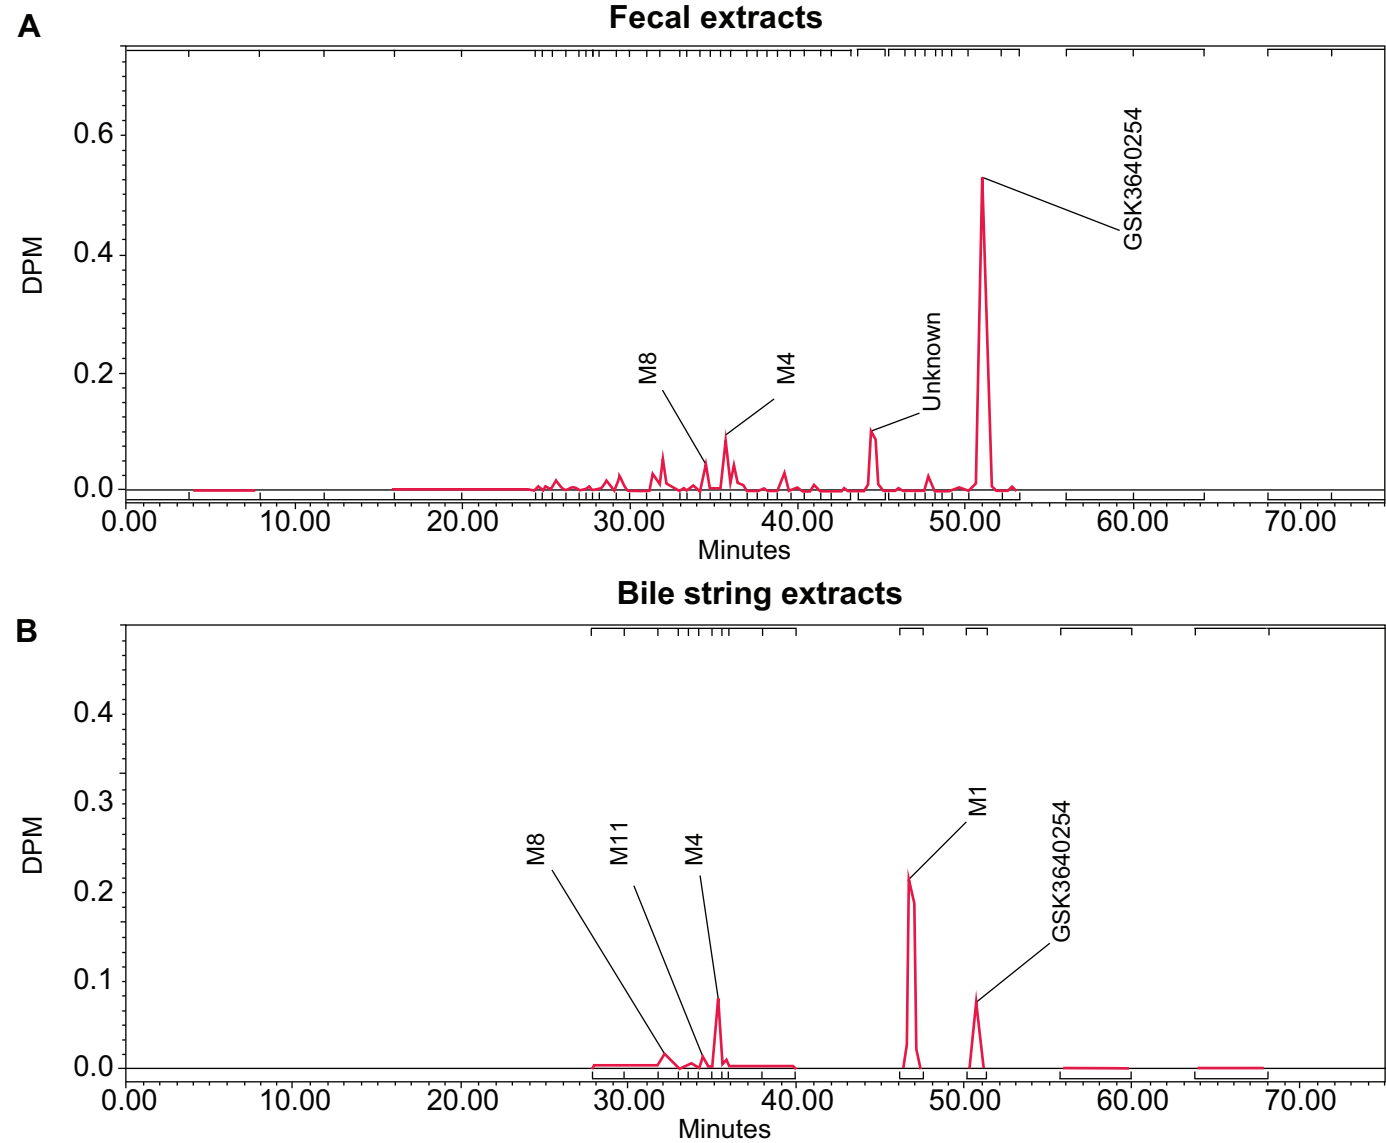 A
Fecal extracts
DPM
0.6
0.4
0.2
0.0
M8
M4
Unknown
GSK3640254
0.00 10.00 20.00 30.00 40.00 50.00 60.00 70.00
Minutes
Bile string extracts
B
DPM
0.4
0.3
0.2
0.1
0.0
M8
M11
M4
M1
GSK3640254
0.00 10.00 20.00 30.00 40.00 50.00 60.00 70.00
Minutes